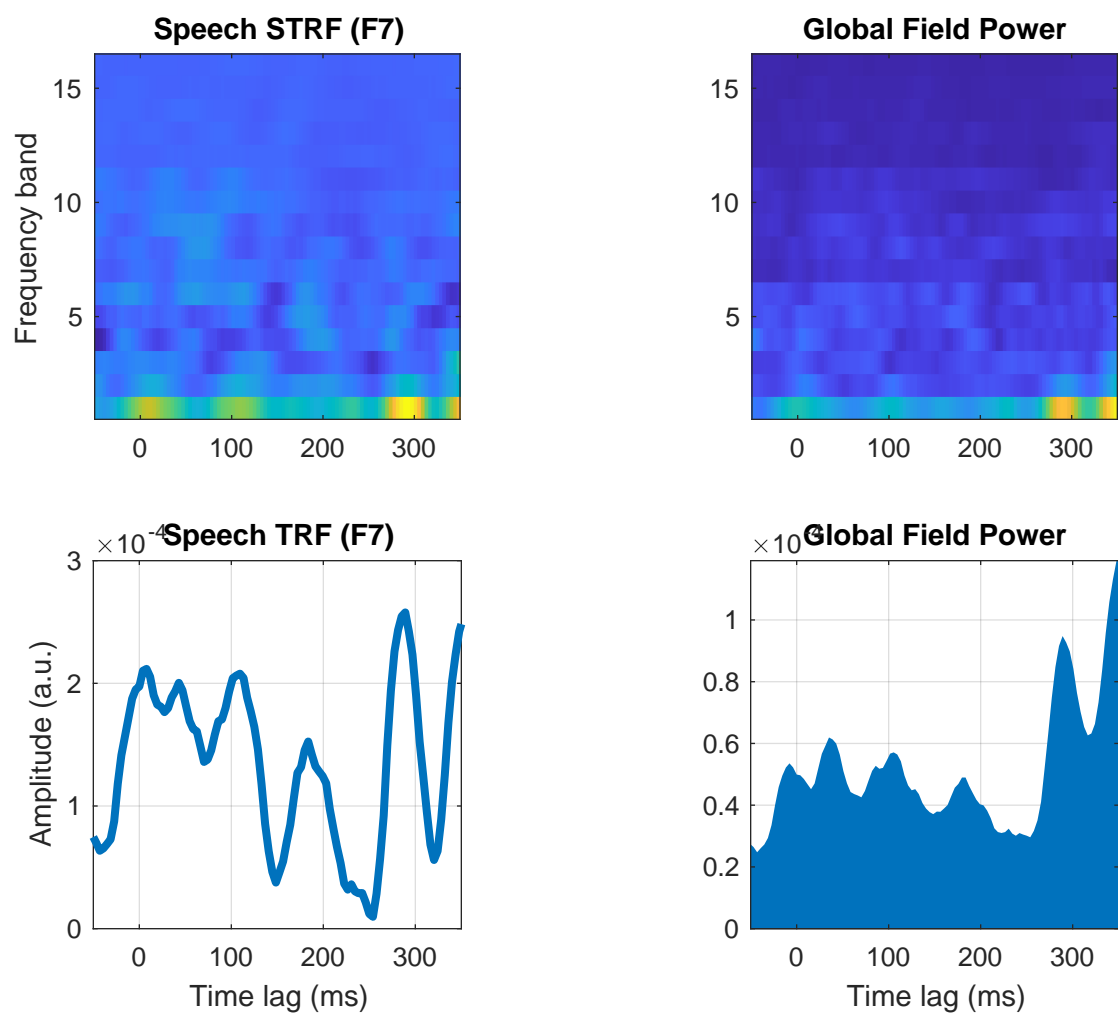 Speech STRF (F7)
Frequency band
15
10
5
0 100 200 300
Global Field Power
15
10
5
0 100 200 300
Speech TRF (F7)
×10-4
Amplitude (a.u.)
3
2
1
0
0 100 200 300
Time lag (ms)
Global Field Power
×10-4
1
0.8
0.6
0.4
0.2
0
0 100 200 300
Time lag (ms)